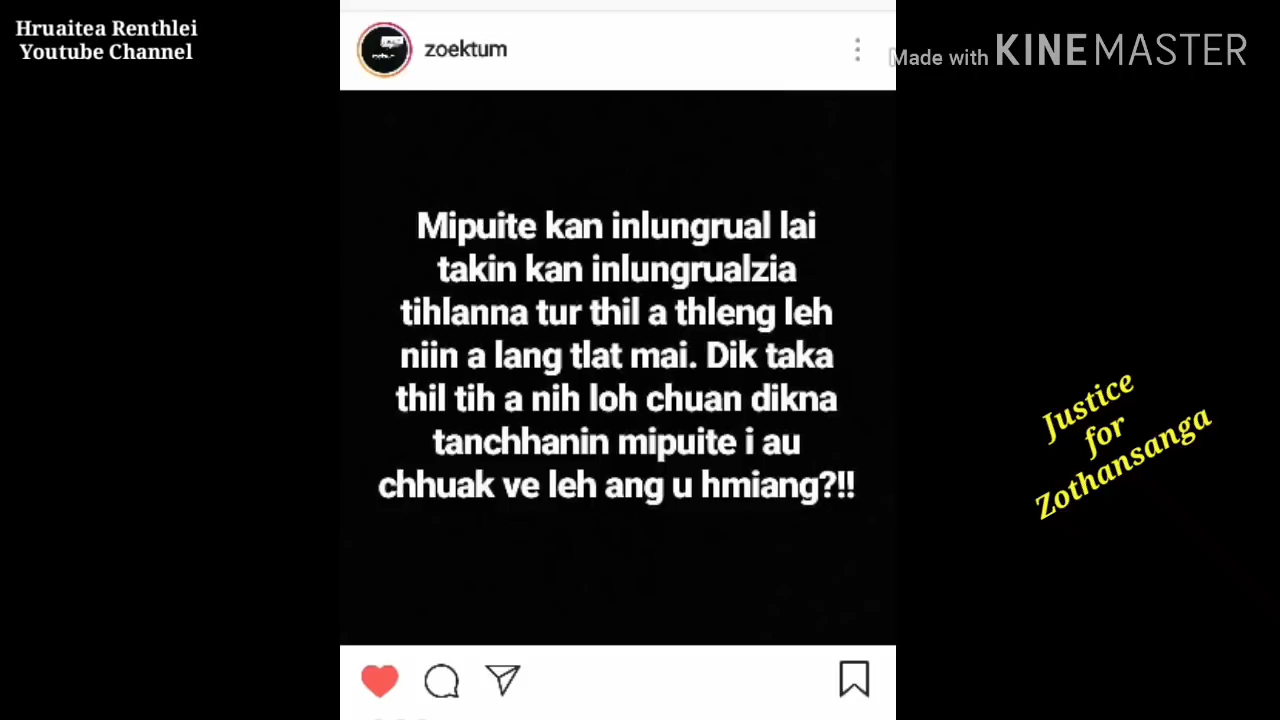 Hruaitea Renthlei
Youtube Channel
zoektum
Made with KINEMASTER
Mipuite kan inlungrual lai
takin kan inlungrualzia
tihlanna tur thil a thleng leh
niin a lang tlat mai. Dik taka
thil tih a nih loh chuan dikna
tanchhanin mipuite i au
chhuak ve leh ang u hmiang?!!
Justice
for
Zothansanga